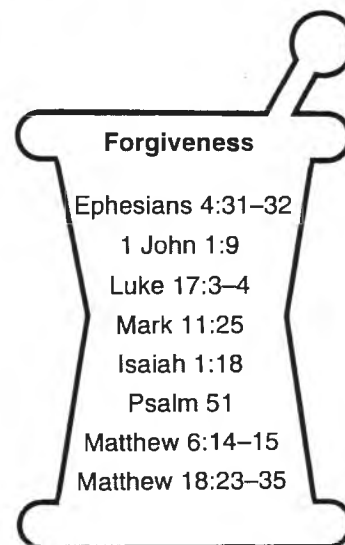 Forgiveness
Ephesians 4:31–32
1 John 1:9
Luke 17:3–4
Mark 11:25
Isaiah 1:18
Psalm 51
Matthew 6:14–15
Matthew 18:23–35